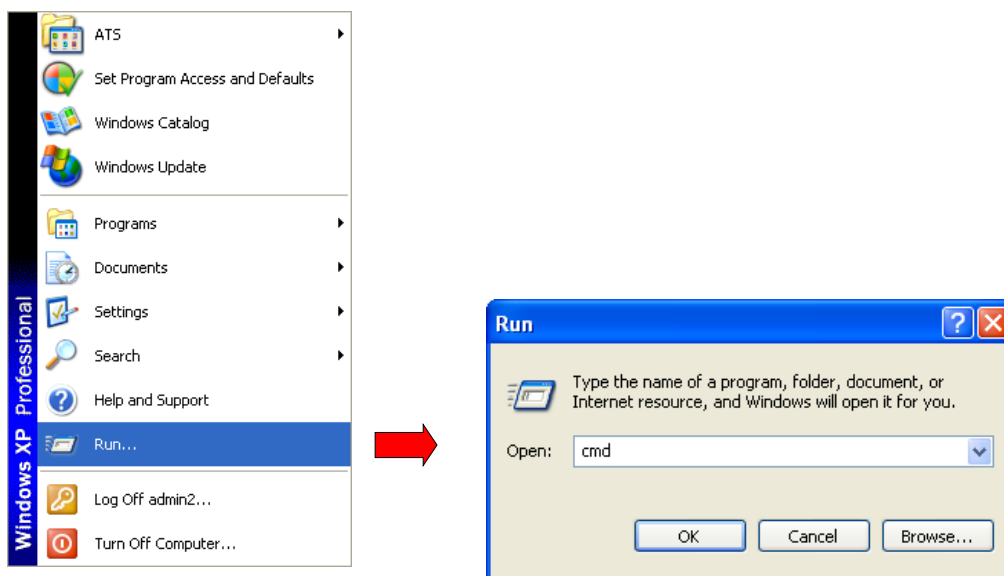 ATS
Set Program Access and Defaults
Windows Catalog
Windows Update
Programs
Documents
Settings
Search
Help and Support
Run...
Log Off admin2...
Turn Off Computer...
Windows XP Professional
Run
Type the name of a program, folder, document, or
Internet resource, and Windows will open it for you.
Open: cmd
OK Cancel Browse...